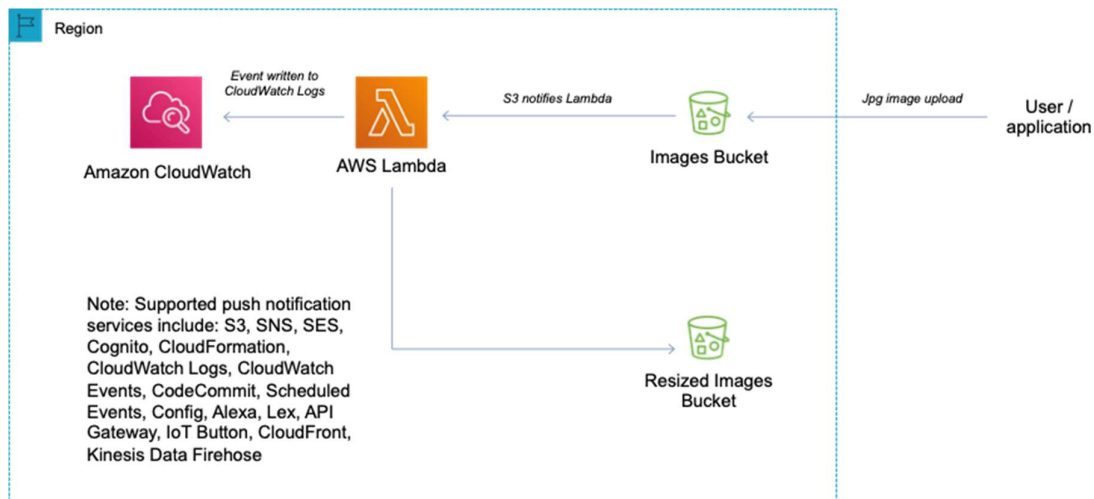 Region
Event written to
CloudWatch Logs
S3 notifies Lambda
Jpg image upload
User /
application
Amazon CloudWatch
AWS Lambda
Images Bucket
Note: Supported push notification
services include: S3, SNS, SES,
Cognito, CloudFormation,
CloudWatch Logs, CloudWatch
Events, CodeCommit, Scheduled
Events, Config, Alexa, Lex, API
Gateway, IoT Button, CloudFront,
Kinesis Data Firehose
Resized Images
Bucket